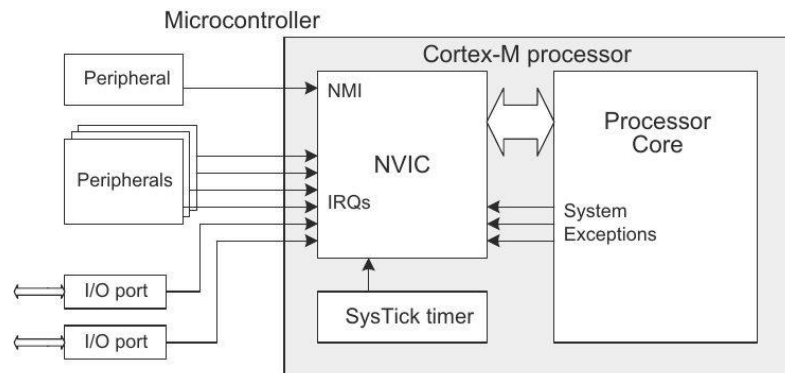 Microcontroller
Cortex-M processor
Peripheral
NMI
Processor
Core
NVIC
Peripherals
IRQs
System
Exceptions
I/O port
SysTick timer
I/O port